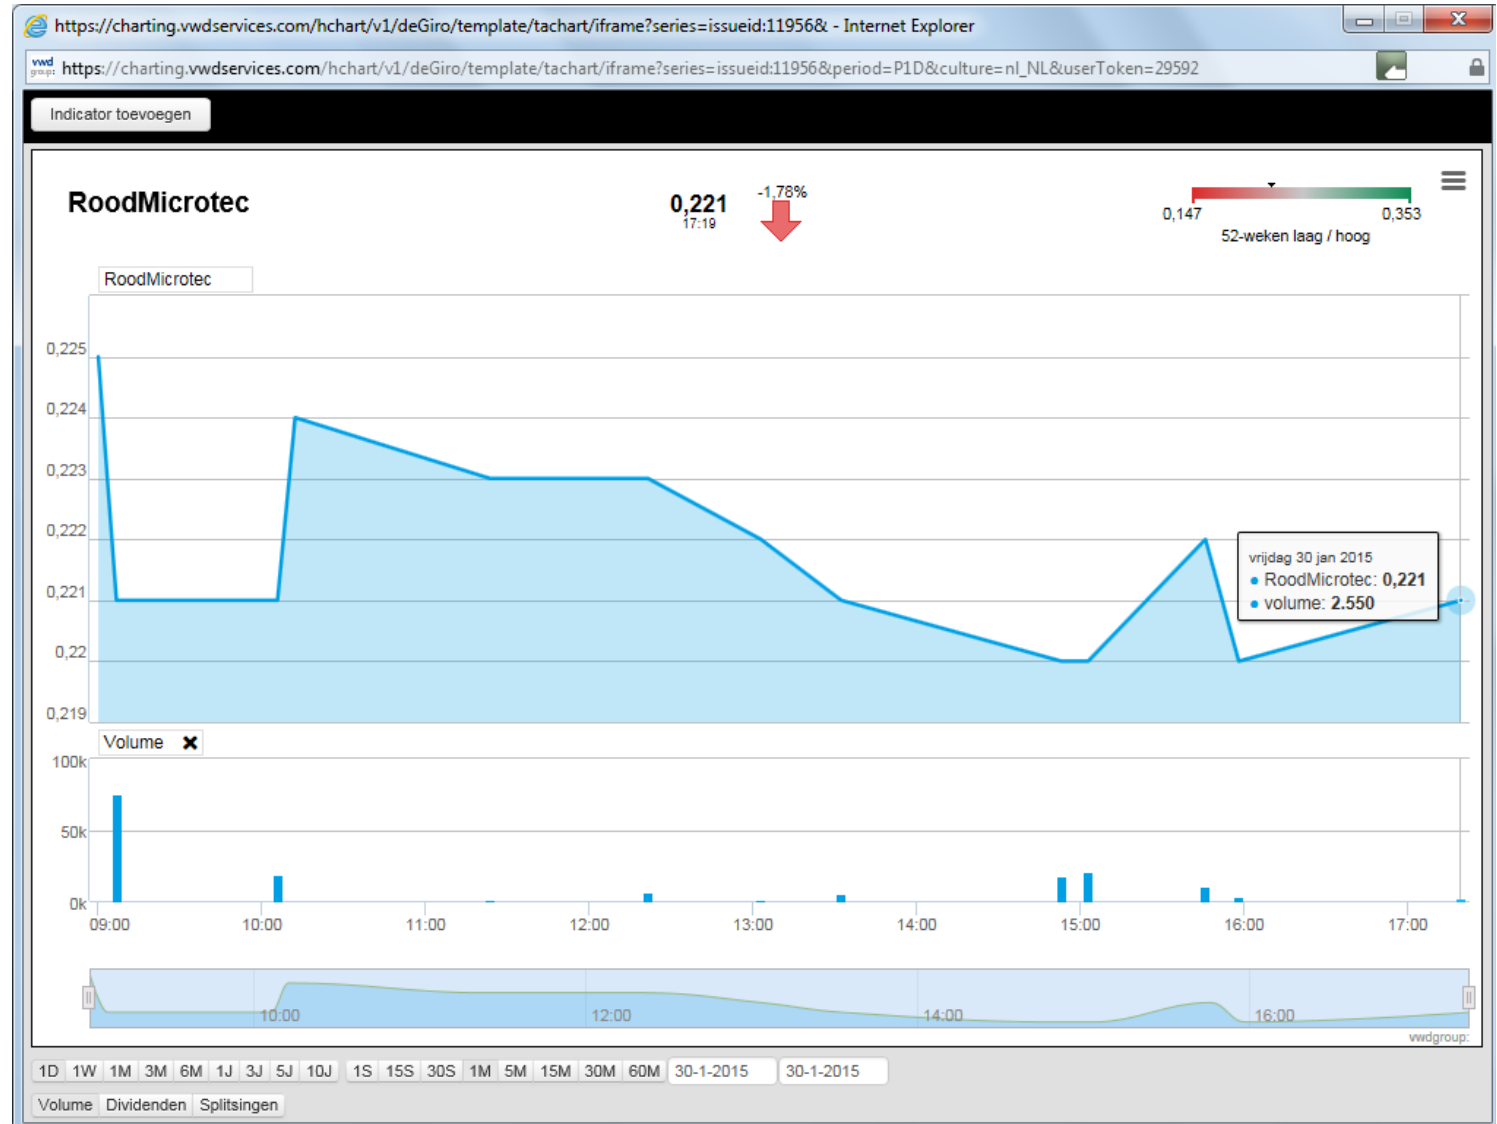 https://charting.vwdservices.com/hchart/v1/deGiro/template/tachart/iframe?series=issueid:11956& - Internet Explorer
vwd group: https://charting.vwdservices.com/hchart/v1/deGiro/template/tachart/iframe?series=issueid:11956&period=P1D&culture=nl_NL&userToken=29592
Indicator toevoegen
RoodMicrotec
0,221
17:19
-1,78%
0,147 0,353
52-weken laag / hoog
RoodMicrotec
0,225
0,224
0,223
0,222
0,221
0,22
0,219
vrijdag 30 jan 2015
RoodMicrotec: 0,221
volume: 2.550
Volume
100k
50k
0k
09:00 10:00 11:00 12:00 13:00 14:00 15:00 16:00 17:00
10:00 12:00 14:00 16:00
vwdgroup:
1D 1W 1M 3M 6M 1J 3J 5J 10J 1S 15S 30S 1M 5M 15M 30M 60M 30-1-2015 30-1-2015
Volume Dividenden Splitsingen